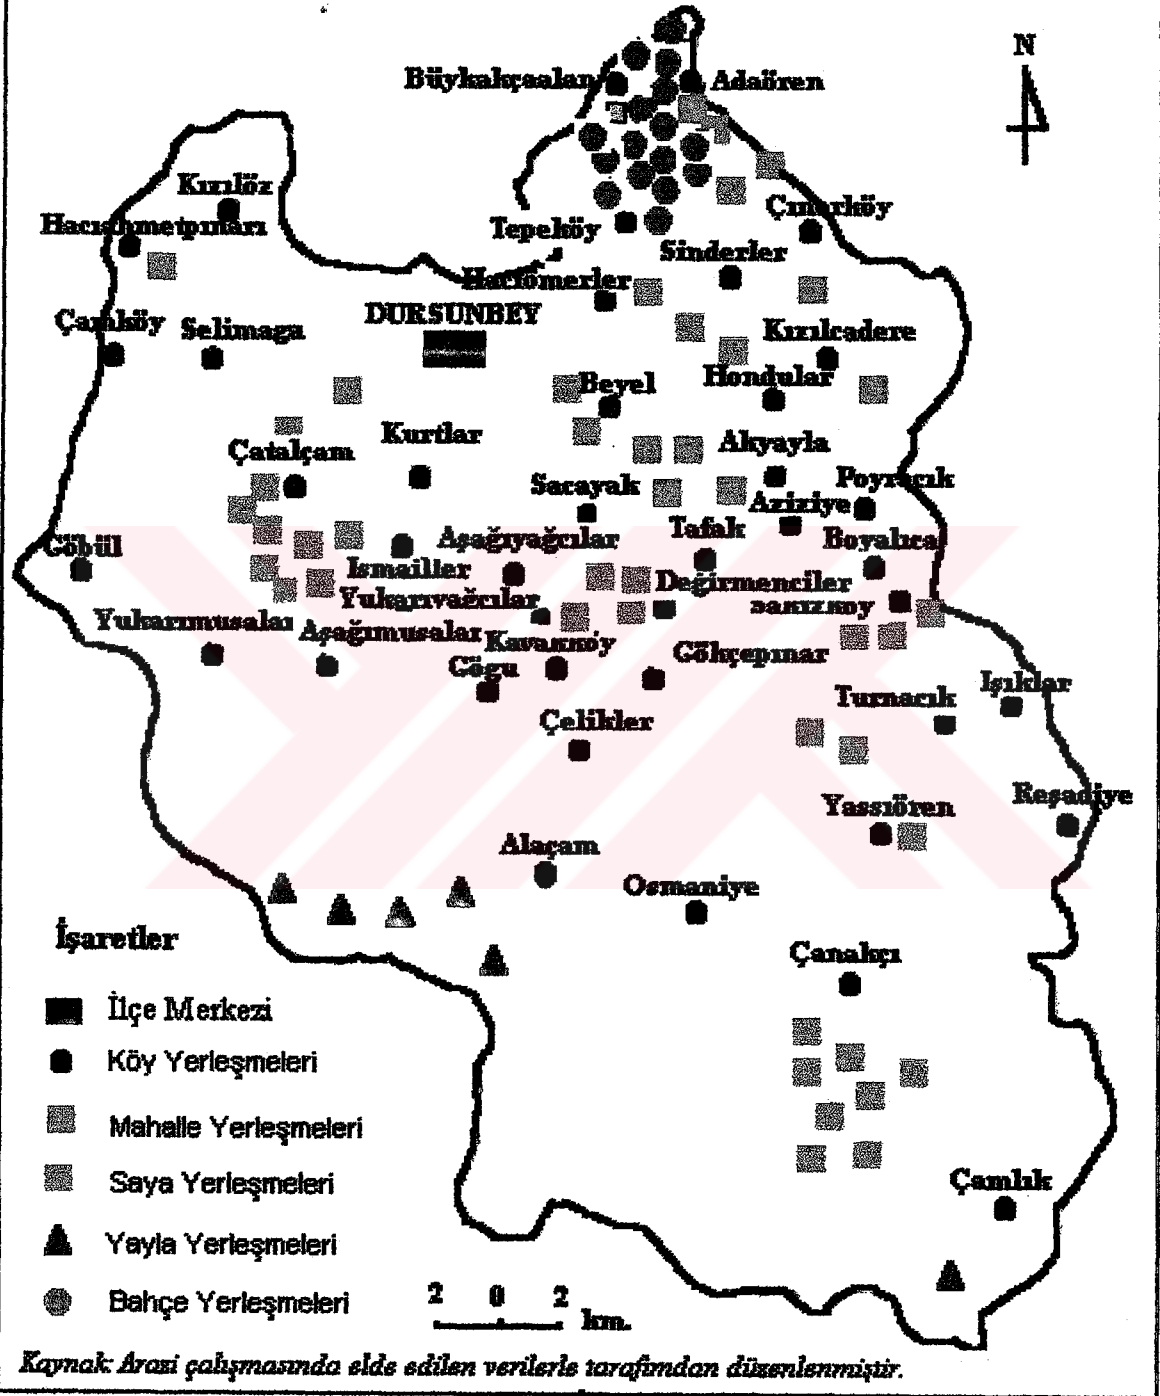 N
Büykakçaalan
Adaören
Kızılöz
Hacıahmetpınarı
Tepeköy
Çınarköy
Sinderler
Hacıömerler
DURSUNBEY
Çamköy
Selimaga
Kızılcadere
Beyel
Hondular
Çatalçam
Kurtlar
Akyayla
Sacayak
Poyracık
Aziziye
Tafak
Göbül
Aşağıyağcılar
Boyalıca
İsmailler
Yukarıyağcılar
Değirmenciler
Yukarımusalar
Aşağımusalar
Kavakköy
Gökçepınar
Gögu
Işıklar
Turnacık
Çelikler
Reşadiye
Yassıören
Alaçam
Osmaniye
Çanakçı
Çamlık
İşaretler
İlçe Merkezi
Köy Yerleşmeleri
Mahalle Yerleşmeleri
Saya Yerleşmeleri
Yayla Yerleşmeleri
Bahçe Yerleşmeleri
2 0 2
km.
Kaynak: Arazi çalışmasında elde edilen verilerle tarafımdan düzenlenmiştir.